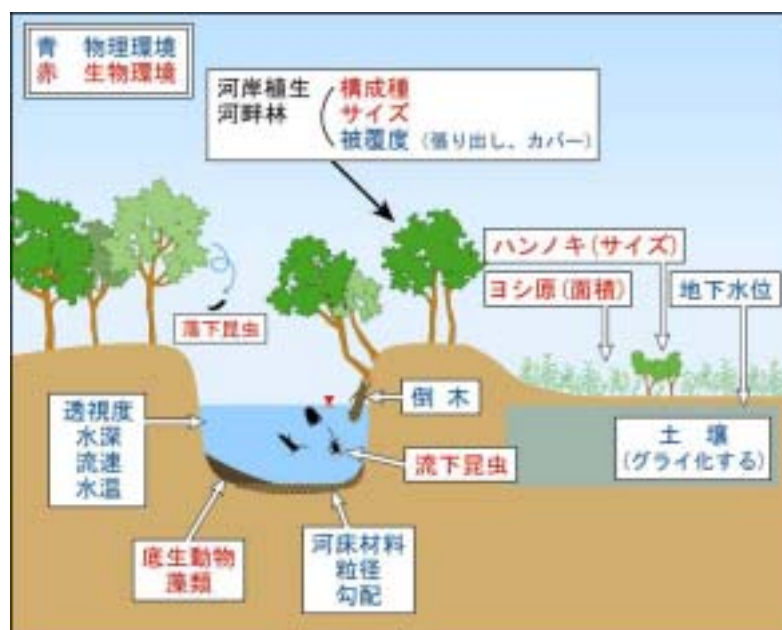 青 物理環境
赤 生物環境
河岸植生 構成種
河畔林 サイズ
被覆度 (張り出し、カバー)
ハンノキ(サイズ)
ヨシ原(面積)
地下水位
落下昆虫
倒木
透視度
水深
流速
水温
流下昆虫
土壌
(グライ化する)
底生動物
藻類
河床材料
粒径
勾配